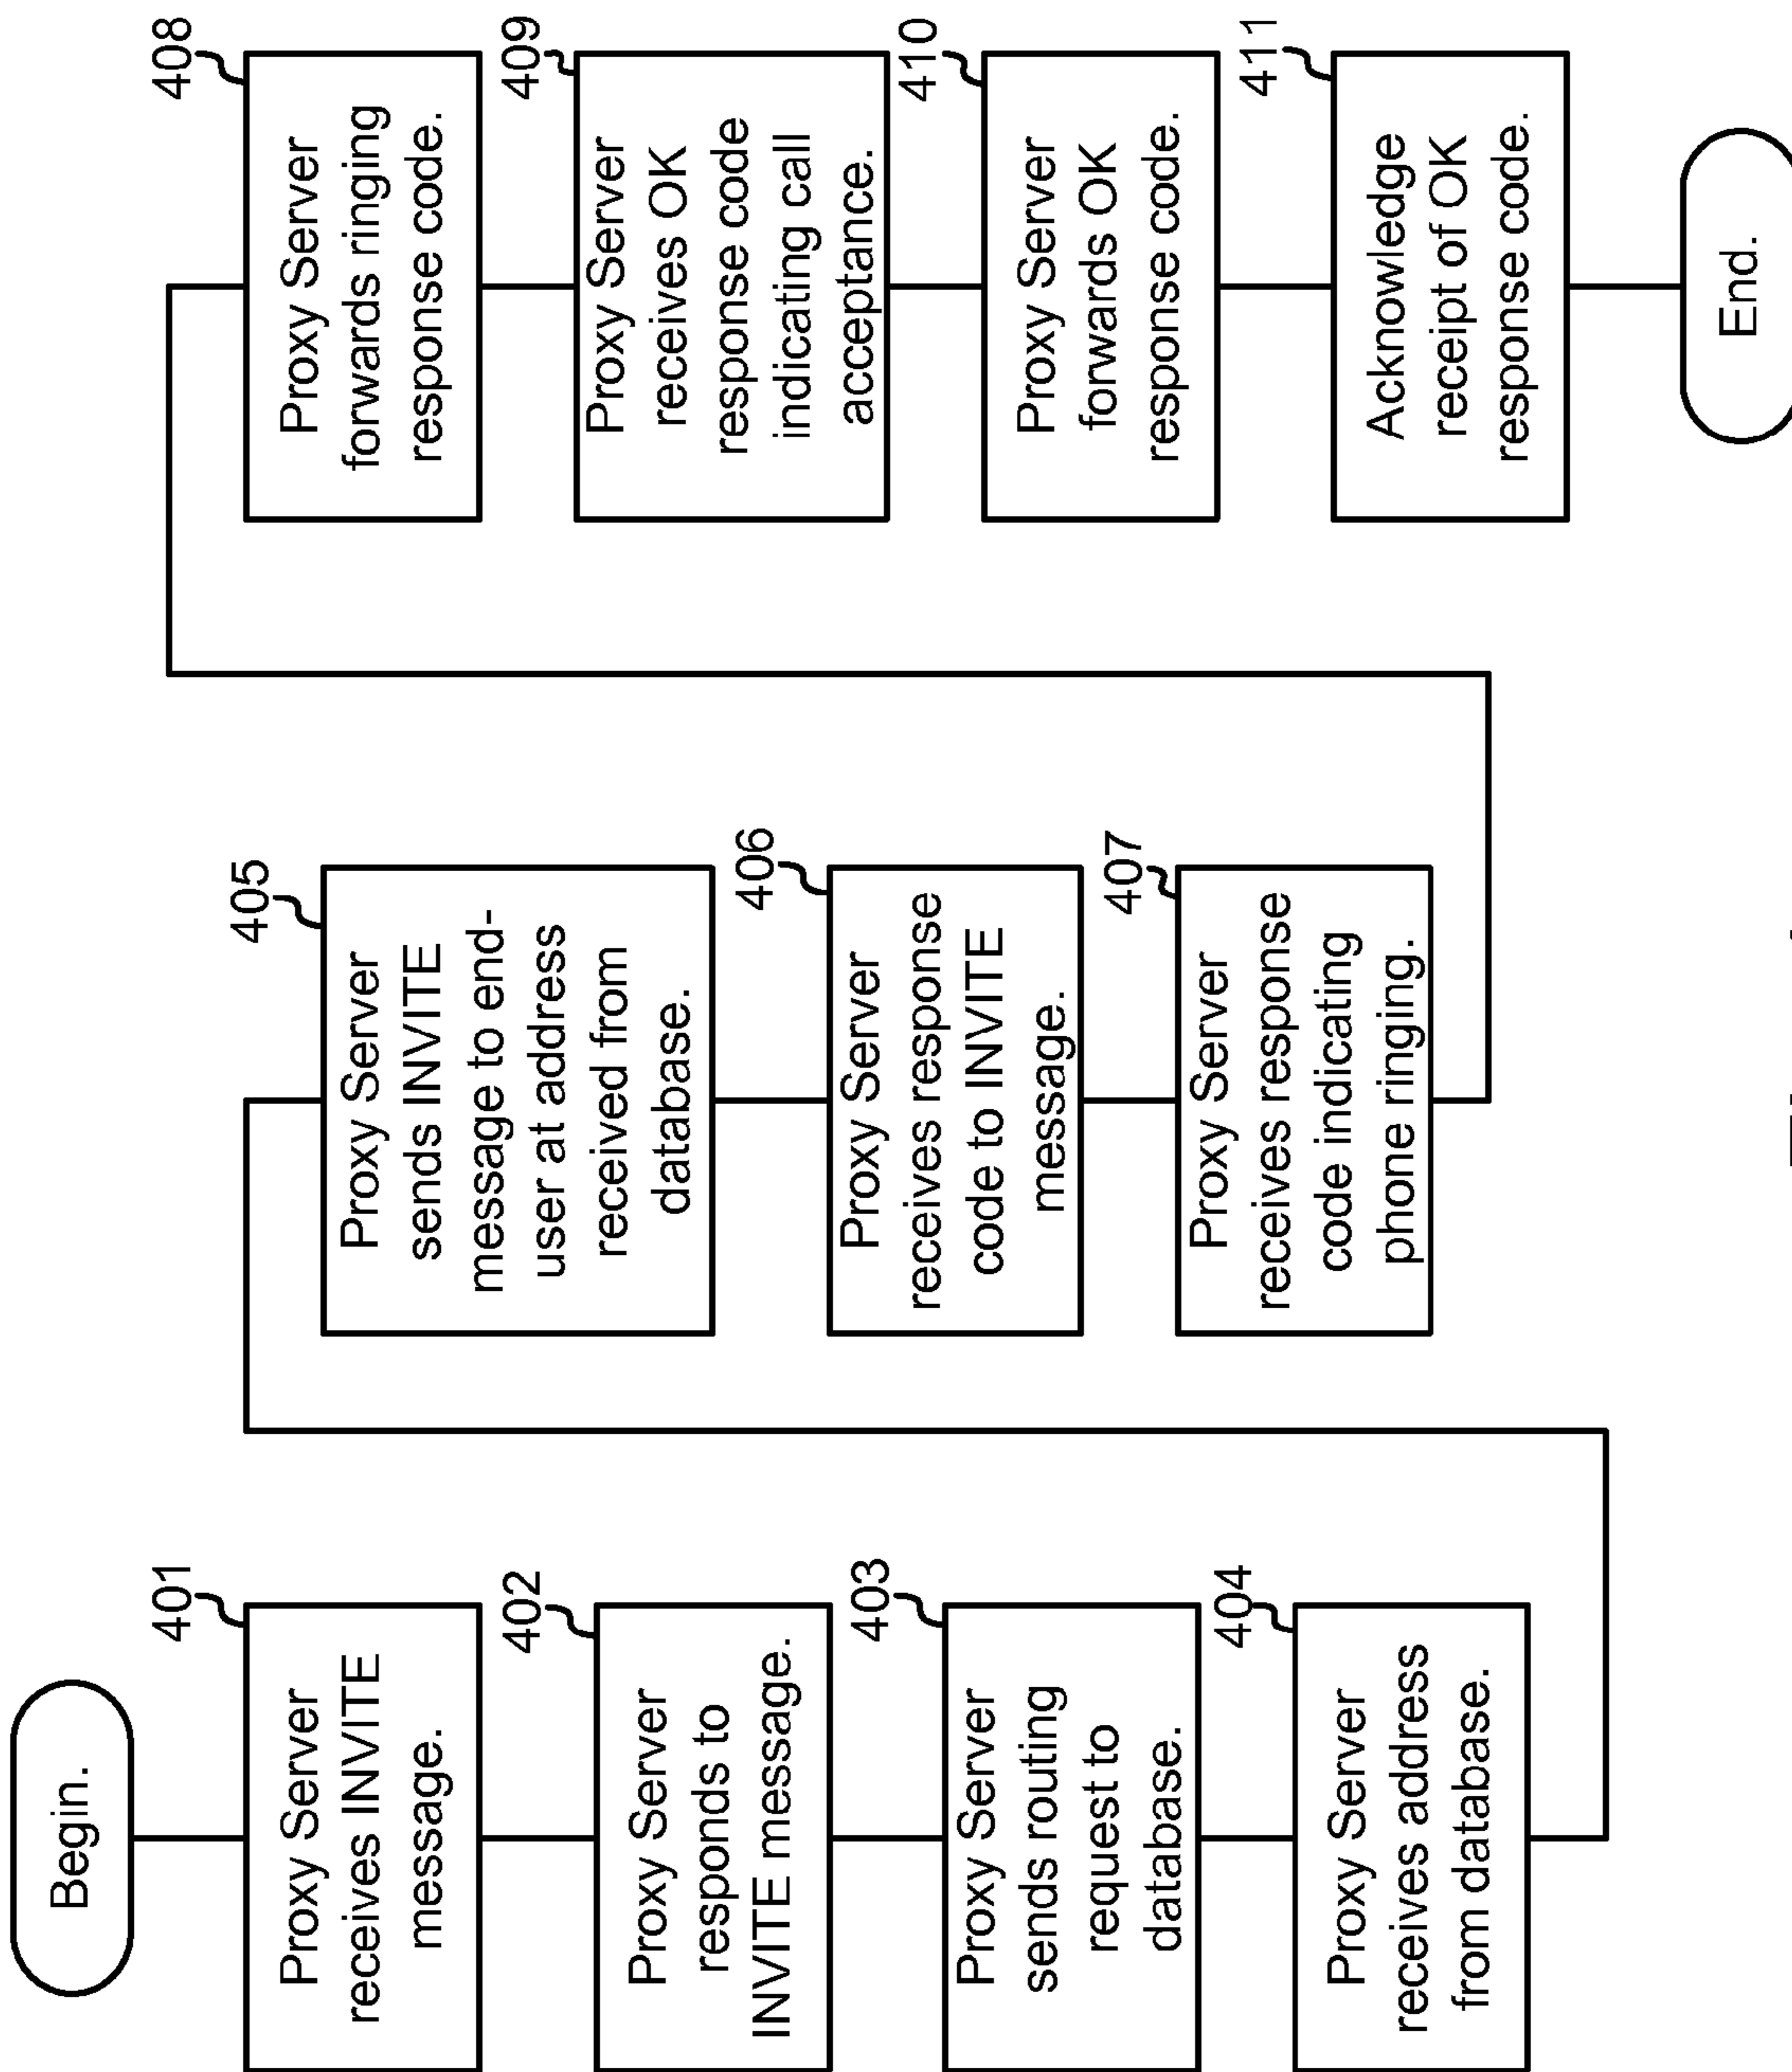 Begin.
401
Proxy Server
receives INVITE
message.
402
Proxy Server
responds to
INVITE message.
403
Proxy Server
sends routing
request to
database.
404
Proxy Server
receives address
from database.
405
Proxy Server
sends INVITE
message to end-
user at address
received from
database.
406
Proxy Server
receives response
code to INVITE
message.
407
Proxy Server
receives response
code indicating
phone ringing.
408
Proxy Server
forwards ringing
response code.
409
Proxy Server
receives OK
response code
indicating call
acceptance.
410
Proxy Server
forwards OK
response code.
411
Acknowledge
receipt of OK
response code.
End.